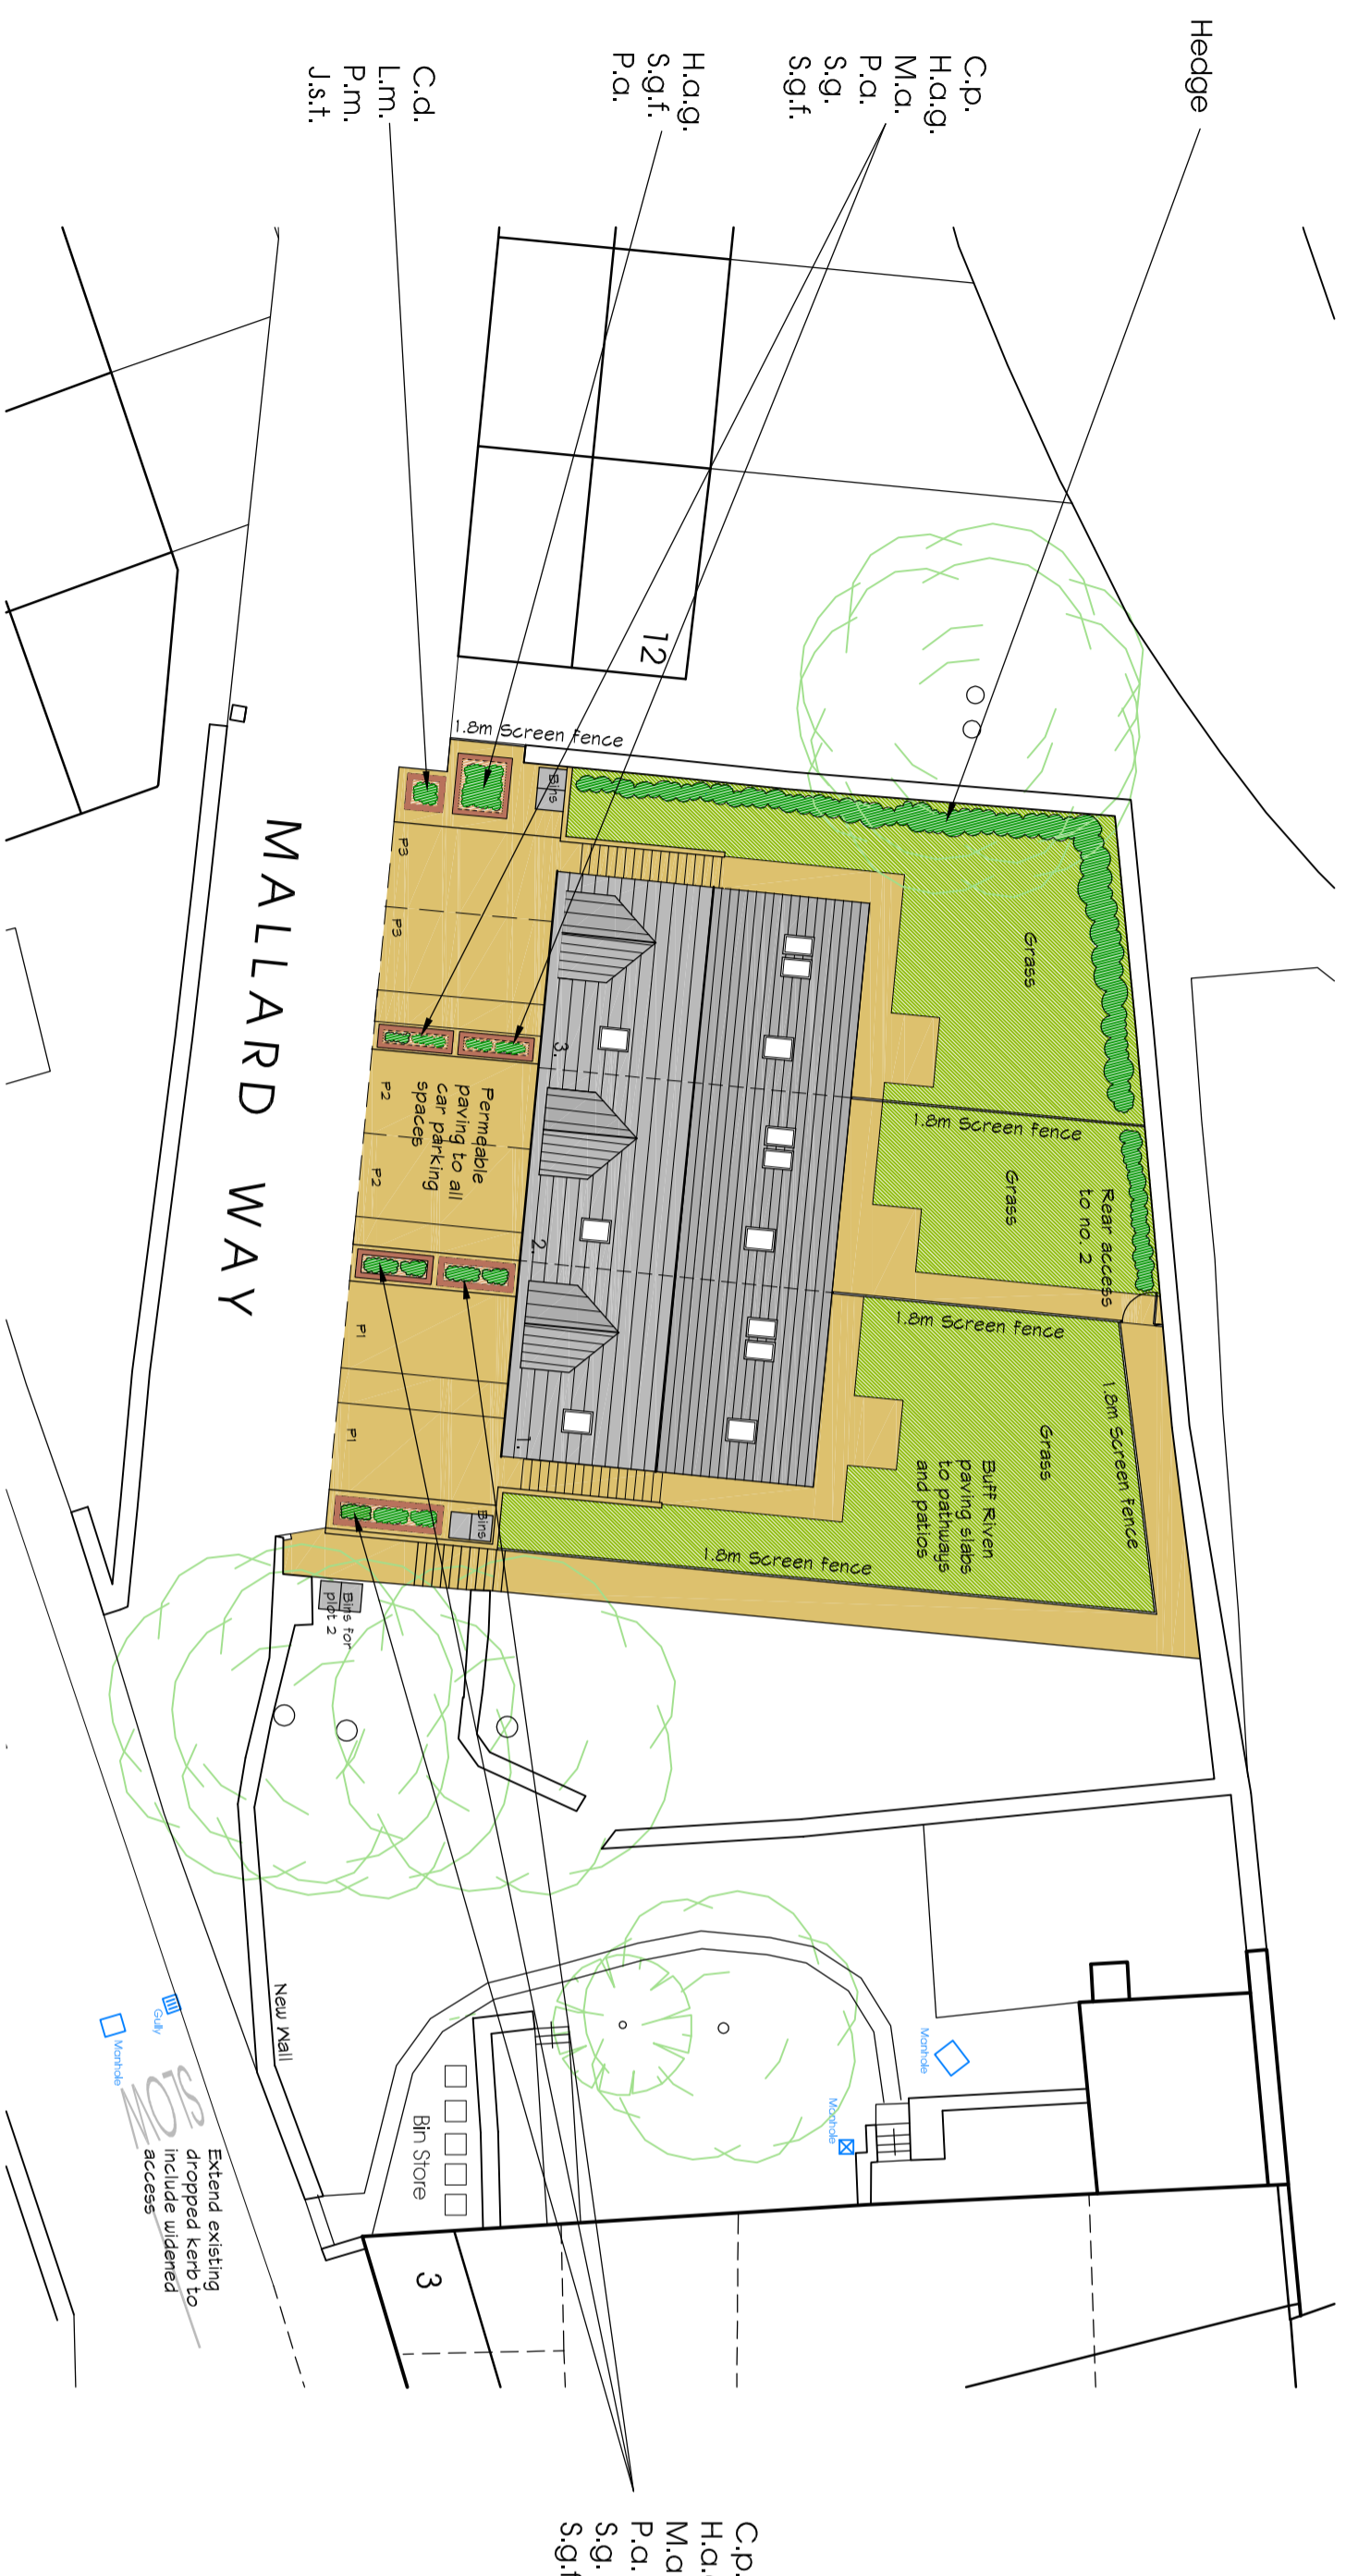 Hedge
C.p.
H.a.g.
M.a.
P.a.
S.g.
S.g.f.
H.a.g.
S.g.f.
P.a.
C.d.
L.m.
P.m.
J.s.t.
12
1.8m Screen fence
Bins
Grass
1.8m Screen fence
Grass
Rear access
to no. 2
1.8m Screen fence
1.8m Screen fence
Grass
Buff Riven
paving slabs
to pathways
and patios
1.8m Screen fence
3.
2.
1.
P3
P3
P2
P2
P1
P1
Permeable
paving to all
car parking
spaces
MALLARD WAY
Bins
Bins for
plot 2
New Wall
Gully
Manhole
SLOW
Manhole
Manhole
Bin Store
Extend existing
dropped kerb to
include widened
access
3
C.p.
H.a.
M.a
P.a.
S.g.
S.g.f